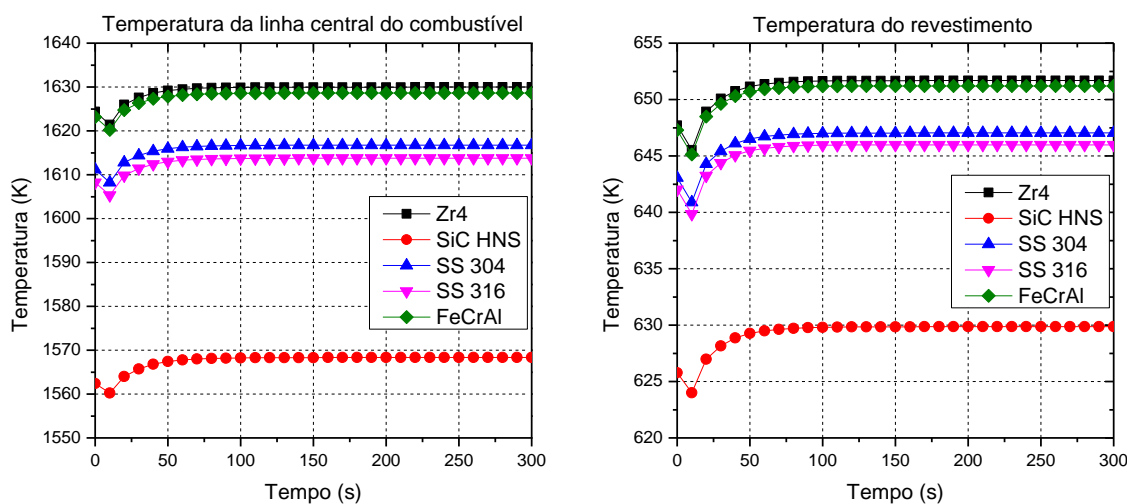 Temperatura da linha central do combustível
1640
1630
1620
1610
1600
1590
1580
1570
1560
1550
Temperatura (K)
Zr4
SiC HNS
SS 304
SS 316
FeCrAl
0 50 100 150 200 250 300
Tempo (s)
Temperatura do revestimento
655
650
645
640
635
630
625
620
Temperatura (K)
Zr4
SiC HNS
SS 304
SS 316
FeCrAl
0 50 100 150 200 250 300
Tempo (s)